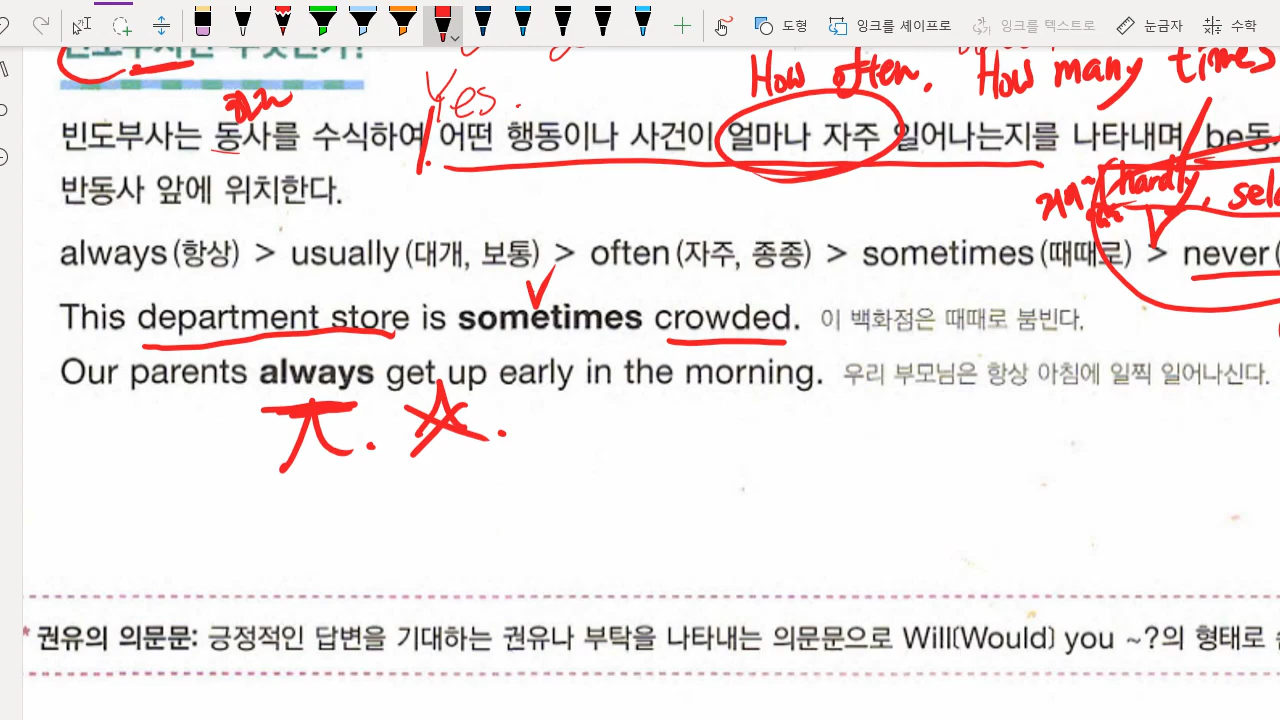 도형 잉크를 셰이프로 잉크를 텍스트로 눈금자 수학
How often. How many times
Yes.
빈도부사는 동사를 수식하여 어떤 행동이나 사건이 얼마나 자주 일어나는지를 나타내며, be동
반동사 앞에 위치한다.
거의~ hardly,
always(항상) > usually(대개, 보통) > often(자주, 종종) > sometimes(때때로) > never(
This department store is sometimes crowded. 이 백화점은 때때로 붐빈다.
Our parents always get up early in the morning. 우리 부모님은 항상 아침에 일찍 일어나신다.
* 권유의 의문문: 긍정적인 답변을 기대하는 권유나 부탁을 나타내는 의문문으로 Will(Would) you ~?의 형태로